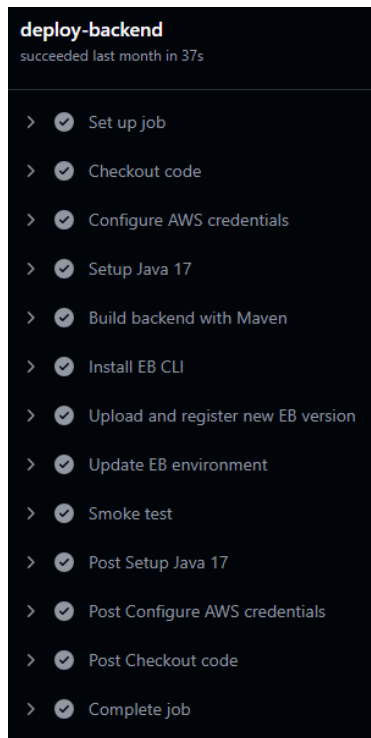 deploy-backend
succeeded last month in 37s
Set up job
Checkout code
Configure AWS credentials
Setup Java 17
Build backend with Maven
Install EB CLI
Upload and register new EB version
Update EB environment
Smoke test
Post Setup Java 17
Post Configure AWS credentials
Post Checkout code
Complete job